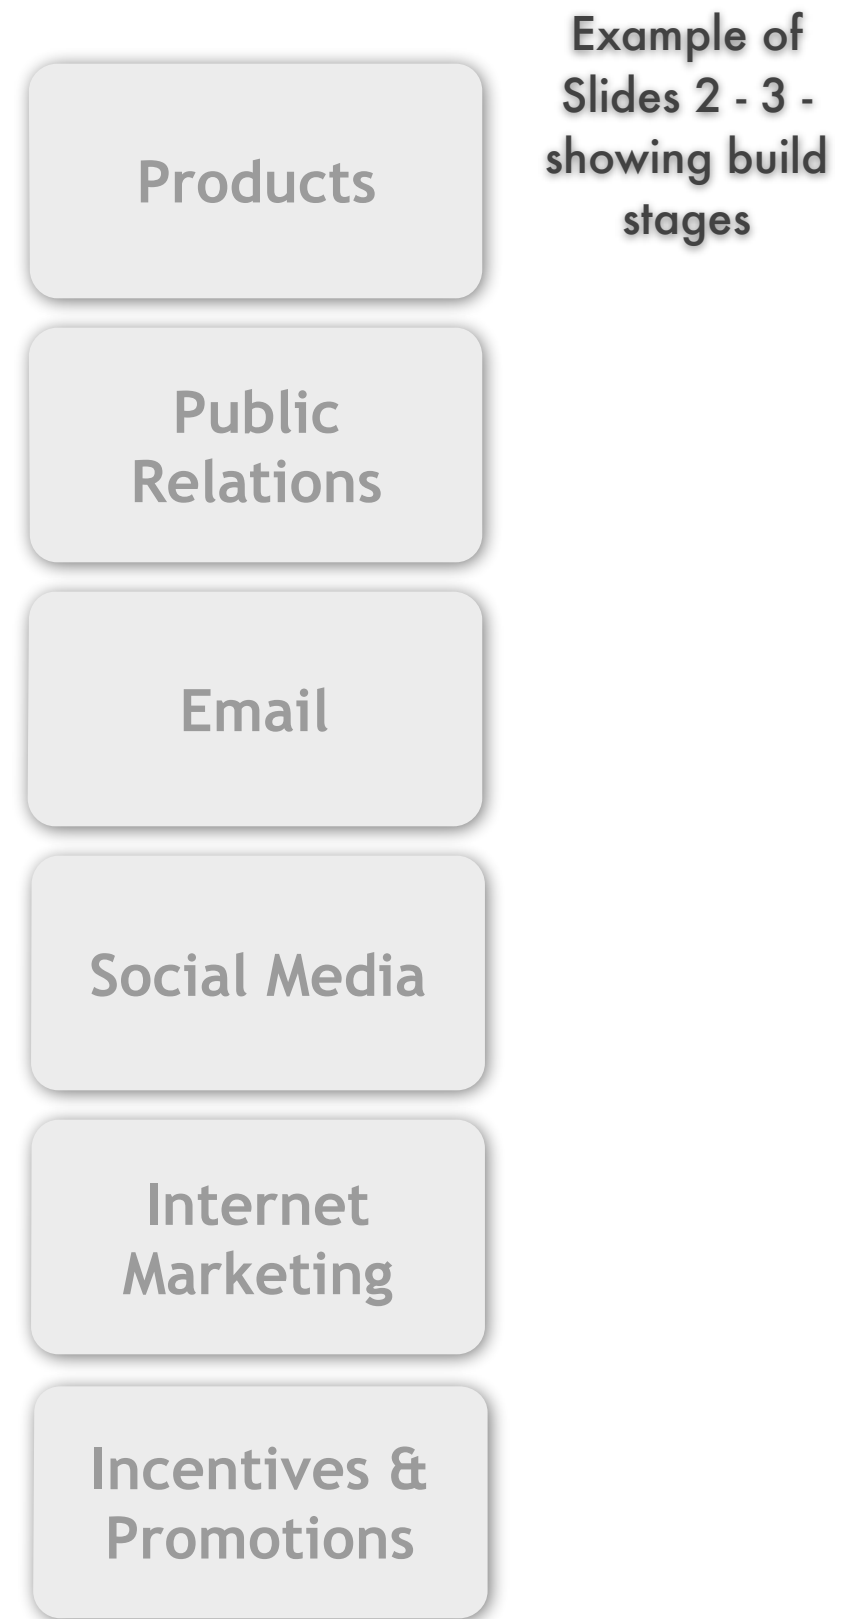 Example of
Slides 2 - 3 -
showing build
stages
Products
Public
Relations
Email
Social Media
Internet
Marketing
Incentives &
Promotions